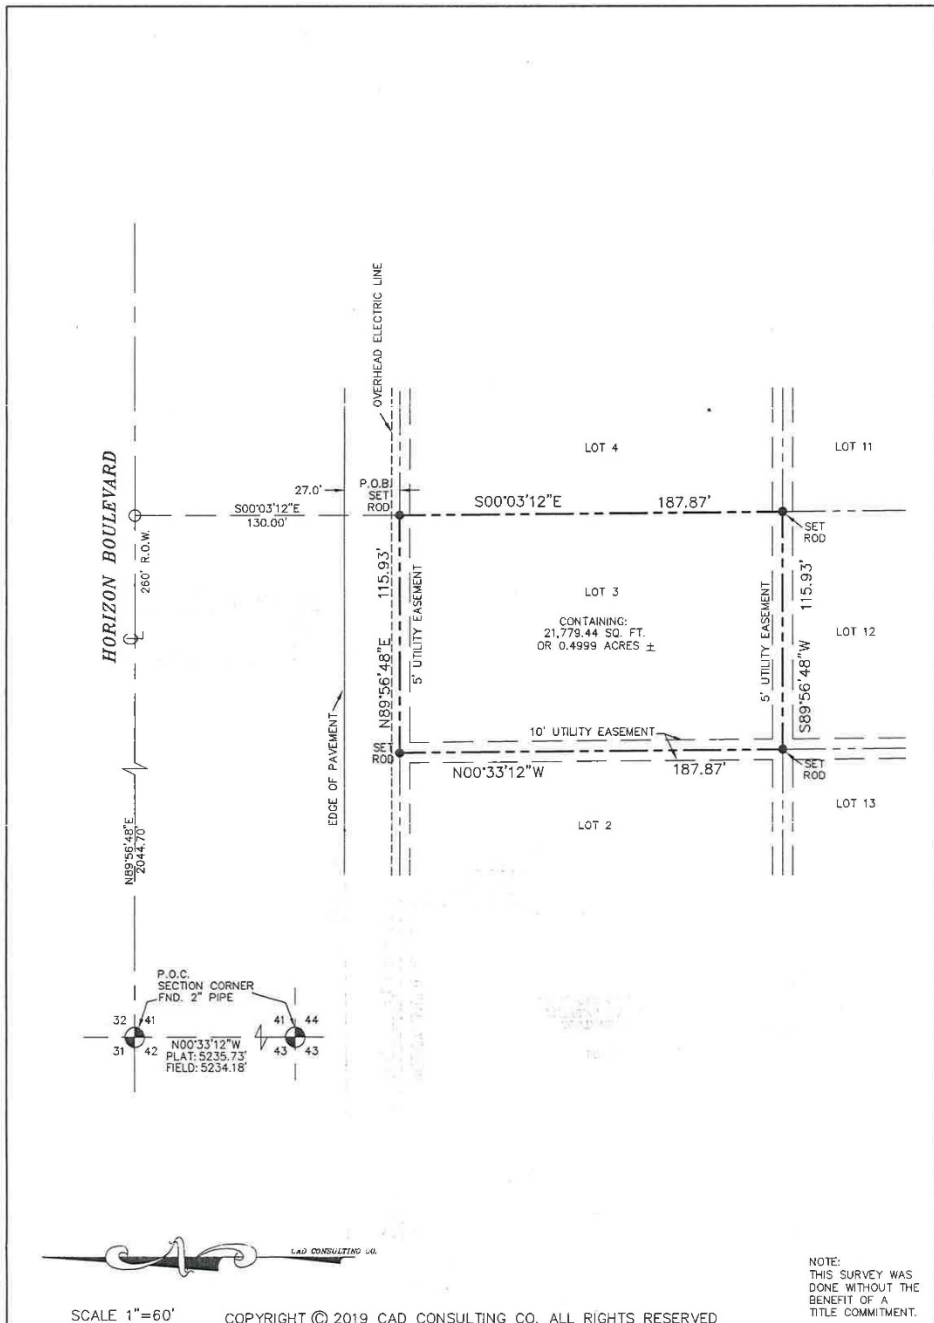 OVERHEAD ELECTRIC LINE
LOT 4
LOT 11
HORIZON BOULEVARD
27.0'
P.O.B.
SET
ROD
S00°03'12"E
130.00'
S00°03'12"E 187.87'
SET
ROD
260' R.O.W.
115.93'
N89°56'48"E
5' UTILITY EASEMENT
LOT 3
CONTAINING:
21,779.44 SQ. FT.
OR 0.4999 ACRES ±
5' UTILITY EASEMENT
115.93'
S89°56'48"W
LOT 12
CL
EDGE OF PAVEMENT
10' UTILITY EASEMENT
SET
ROD
N00°33'12"W 187.87'
SET
ROD
LOT 2
LOT 13
N89°56'48"E
2044.70'
P.O.C.
SECTION CORNER
FND. 2" PIPE
32 41
31 42
41 44
43 43
N00°33'12"W
PLAT: 5235.73'
FIELD: 5234.18'
CAD CONSULTING CO.
NOTE:
THIS SURVEY WAS
DONE WITHOUT THE
BENEFIT OF A
TITLE COMMITMENT.
SCALE 1"=60' COPYRIGHT © 2019 CAD CONSULTING CO. ALL RIGHTS RESERVED